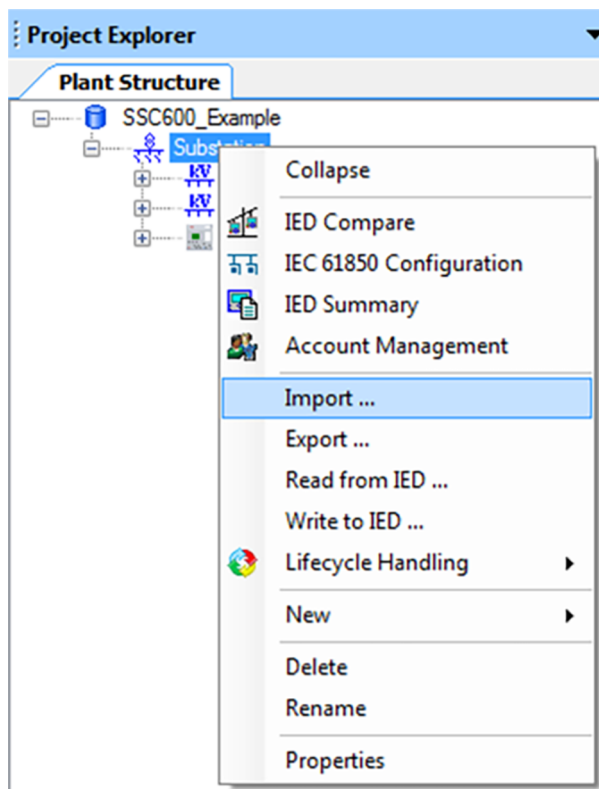 Project Explorer
Plant Structure
SSC600_Example
Substation
kV
kV
Collapse
IED Compare
IEC 61850 Configuration
IED Summary
Account Management
Import ...
Export ...
Read from IED ...
Write to IED ...
Lifecycle Handling
New
Delete
Rename
Properties